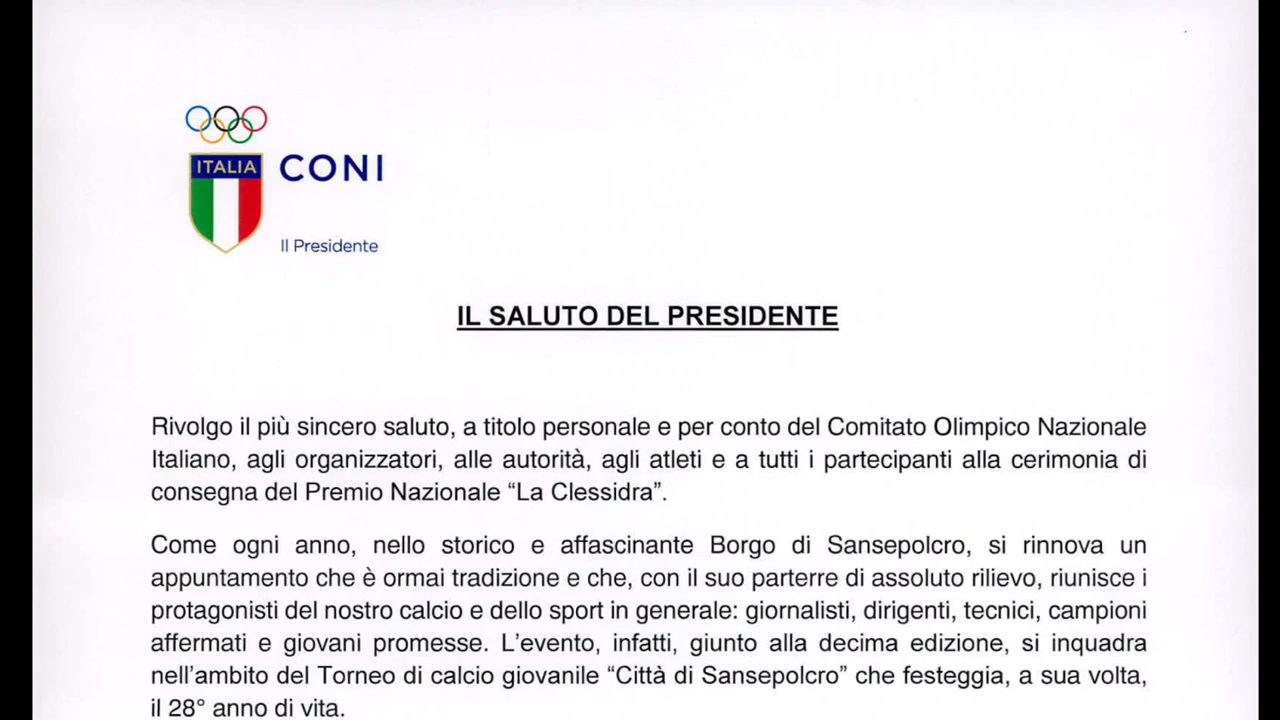 ITALIA
CONI
Il Presidente
IL SALUTO DEL PRESIDENTE
Rivolgo il più sincero saluto, a titolo personale e per conto del Comitato Olimpico Nazionale
Italiano, agli organizzatori, alle autorità, agli atleti e a tutti i partecipanti alla cerimonia di
consegna del Premio Nazionale “La Clessidra”.
Come ogni anno, nello storico e affascinante Borgo di Sansepolcro, si rinnova un
appuntamento che è ormai tradizione e che, con il suo parterre di assoluto rilievo, riunisce i
protagonisti del nostro calcio e dello sport in generale: giornalisti, dirigenti, tecnici, campioni
affermati e giovani promesse. L’evento, infatti, giunto alla decima edizione, si inquadra
nell’ambito del Torneo di calcio giovanile “Città di Sansepolcro” che festeggia, a sua volta,
il 28° anno di vita.